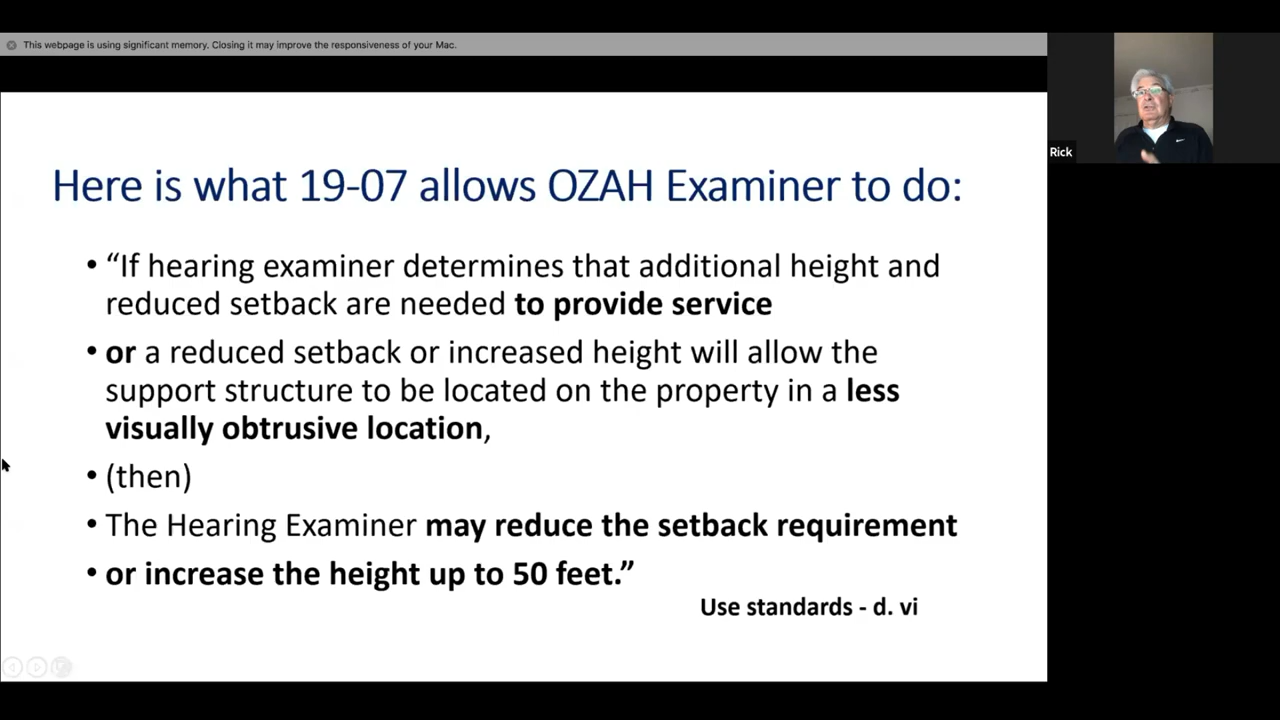 This webpage is using significant memory. Closing it may improve the responsiveness of your Mac.
Rick
Here is what 19-07 allows OZAH Examiner to do:
• “If hearing examiner determines that additional height and
reduced setback are needed to provide service
• or a reduced setback or increased height will allow the
support structure to be located on the property in a less
visually obtrusive location,
• (then)
• The Hearing Examiner may reduce the setback requirement
• or increase the height up to 50 feet.”
Use standards - d. vi